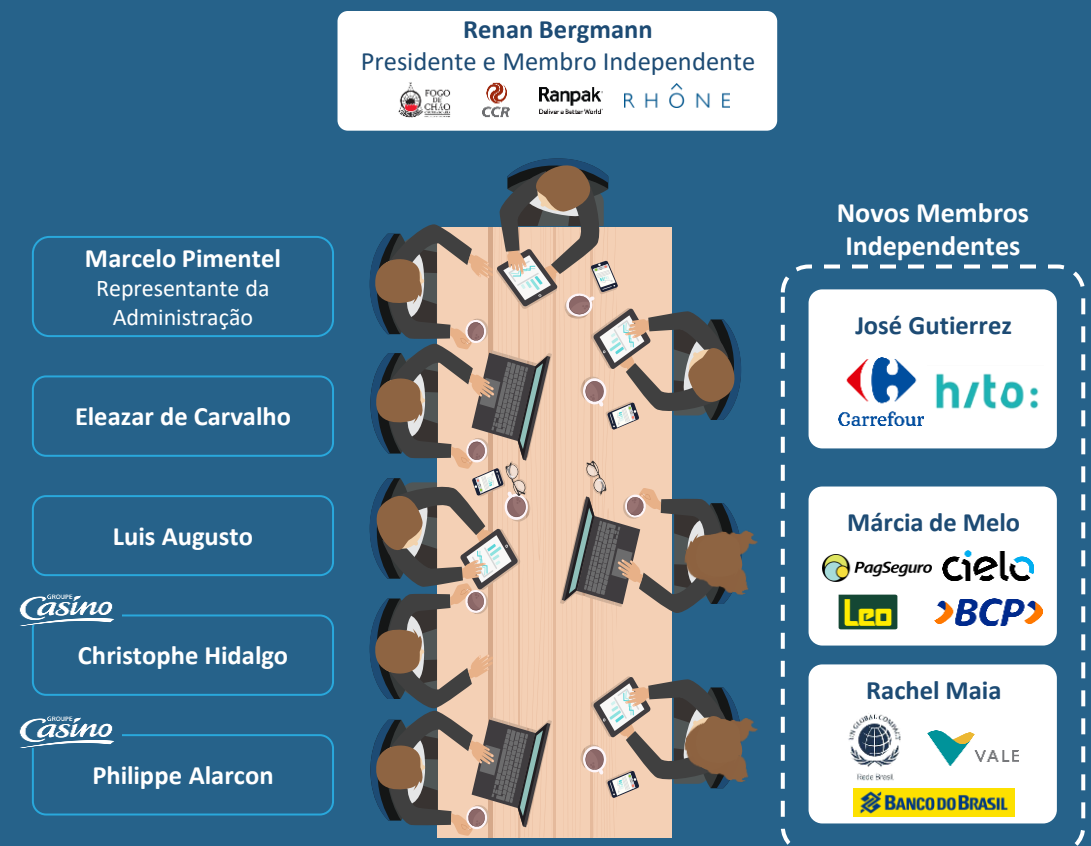 Renan Bergmann
Presidente e Membro Independente
FOGO
DE
CHÃO
CCR
Ranpak
Deliver a Better World
RHÔNE
Marcelo Pimentel
Representante da
Administração
Eleazar de Carvalho
Luis Augusto
GROUPE
Casino
Christophe Hidalgo
GROUPE
Casino
Philippe Alarcon
Novos Membros
Independentes
José Gutierrez
Carrefour
h/to:
Márcia de Melo
PagSeguro
cielo
Leo
BCP
Rachel Maia
UN GLOBAL COMPACT
Rede Brasil
VALE
BANCO DO BRASIL